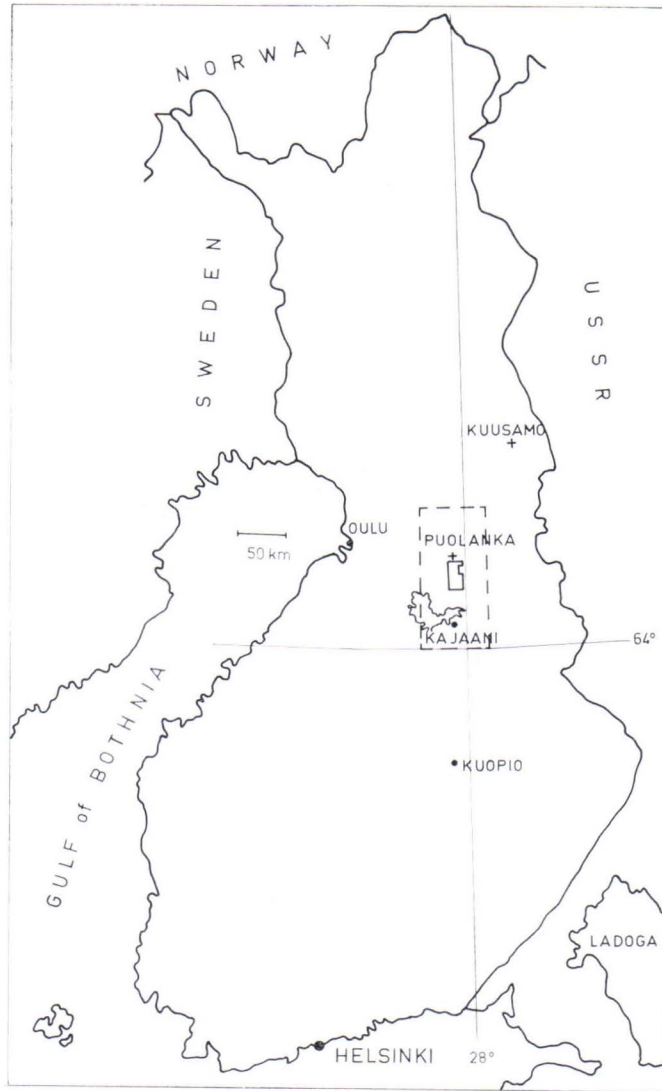 NORWAY
SWEDEN
USSR
KUUSAMO
OULU
50 km
PUOLANKA
KAJAANI
64°
GULF of BOTHNIA
KUOPIO
LADOGA
HELSINKI
28°